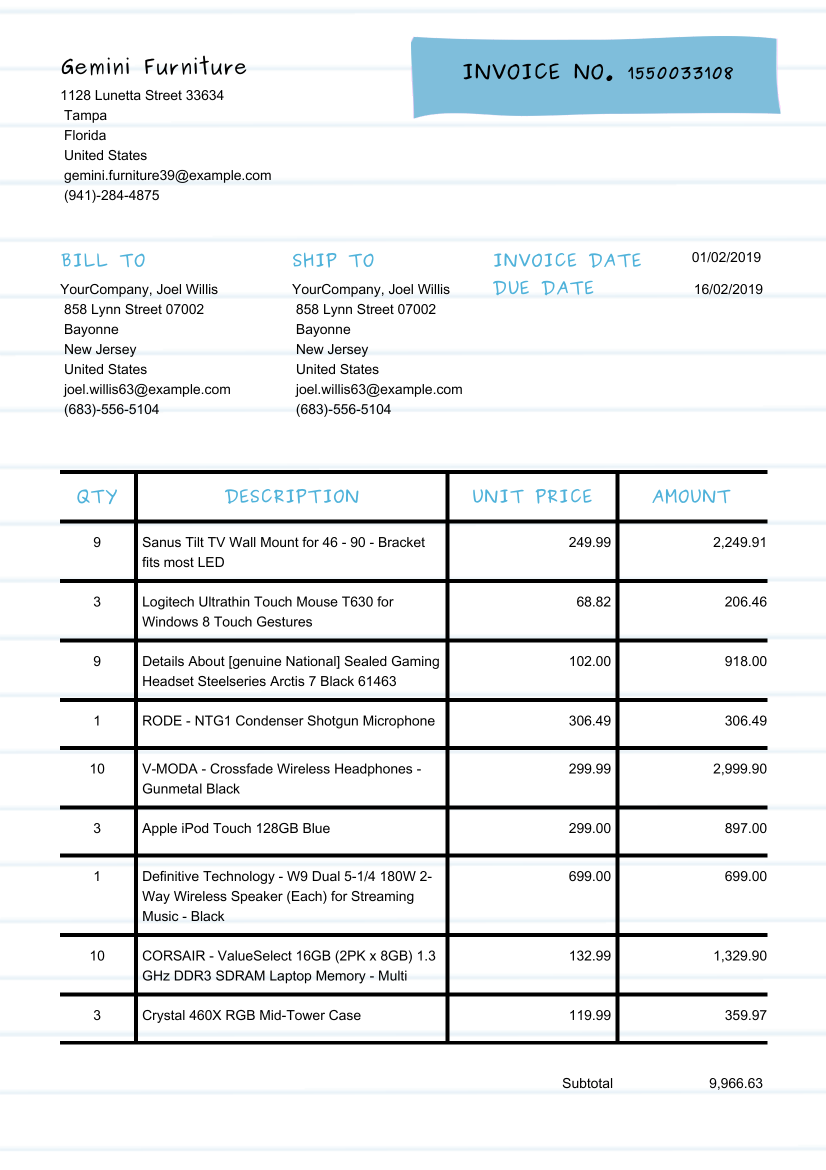 Gemini Furniture
INVOICE NO. 1550033108
1128 Lunetta Street 33634
Tampa
Florida
United States
gemini.furniture39@example.com
(941)-284-4875
BILL TO
YourCompany, Joel Willis
858 Lynn Street 07002
Bayonne
New Jersey
United States
joel.willis63@example.com
(683)-556-5104
SHIP TO
YourCompany, Joel Willis
858 Lynn Street 07002
Bayonne
New Jersey
United States
joel.willis63@example.com
(683)-556-5104
INVOICE DATE 01/02/2019
DUE DATE 16/02/2019
QTY DESCRIPTION UNIT PRICE AMOUNT
9 Sanus Tilt TV Wall Mount for 46 - 90 - Bracket 249.99 2,249.91
fits most LED
3 Logitech Ultrathin Touch Mouse T630 for 68.82 206.46
Windows 8 Touch Gestures
9 Details About [genuine National] Sealed Gaming 102.00 918.00
Headset Steelseries Arctis 7 Black 61463
1 RODE - NTG1 Condenser Shotgun Microphone 306.49 306.49
10 V-MODA - Crossfade Wireless Headphones - 299.99 2,999.90
Gunmetal Black
3 Apple iPod Touch 128GB Blue 299.00 897.00
1 Definitive Technology - W9 Dual 5-1/4 180W 2- 699.00 699.00
Way Wireless Speaker (Each) for Streaming
Music - Black
10 CORSAIR - ValueSelect 16GB (2PK x 8GB) 1.3 132.99 1,329.90
GHz DDR3 SDRAM Laptop Memory - Multi
3 Crystal 460X RGB Mid-Tower Case 119.99 359.97
Subtotal 9,966.63